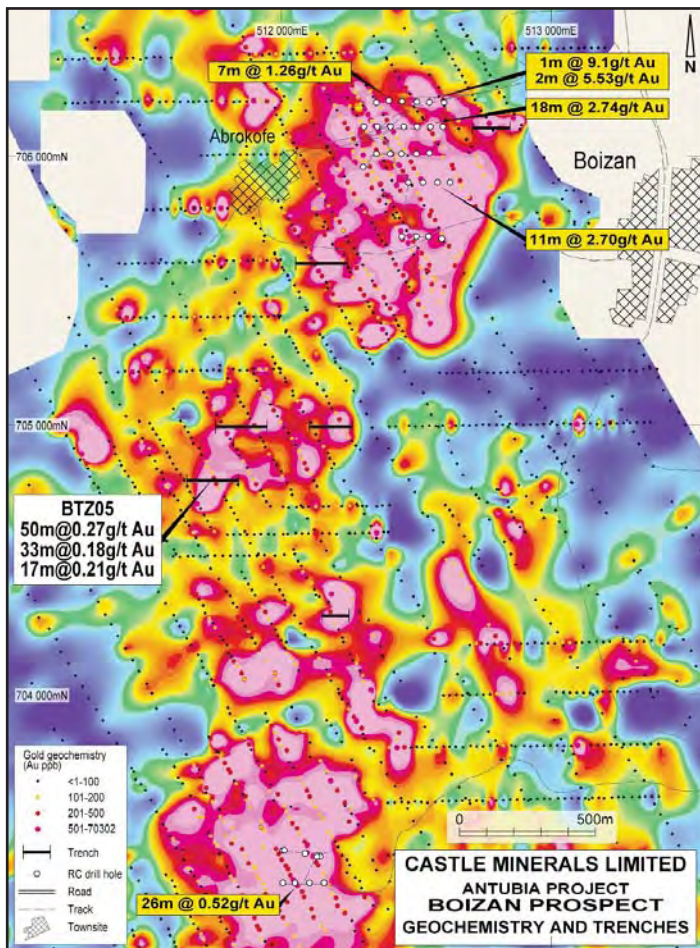 512 000mE
513 000mE
7m @ 1.26g/t Au
1m @ 9.1g/t Au
2m @ 5.53g/t Au
N
18m @ 2.74g/t Au
Abrokofe
706 000mN
Boizan
11m @ 2.70g/t Au
705 000mN
BTZ05
50m@0.27g/t Au
33m@0.18g/t Au
17m@0.21g/t Au
704 000mN
Gold geochemistry
(Au ppb)
<1-100
101-200
201-500
501-70302
Trench
RC drill hole
Road
Track
Townsite
0 500m
26m @ 0.52g/t Au
CASTLE MINERALS LIMITED
ANTUBIA PROJECT
BOIZAN PROSPECT
GEOCHEMISTRY AND TRENCHES